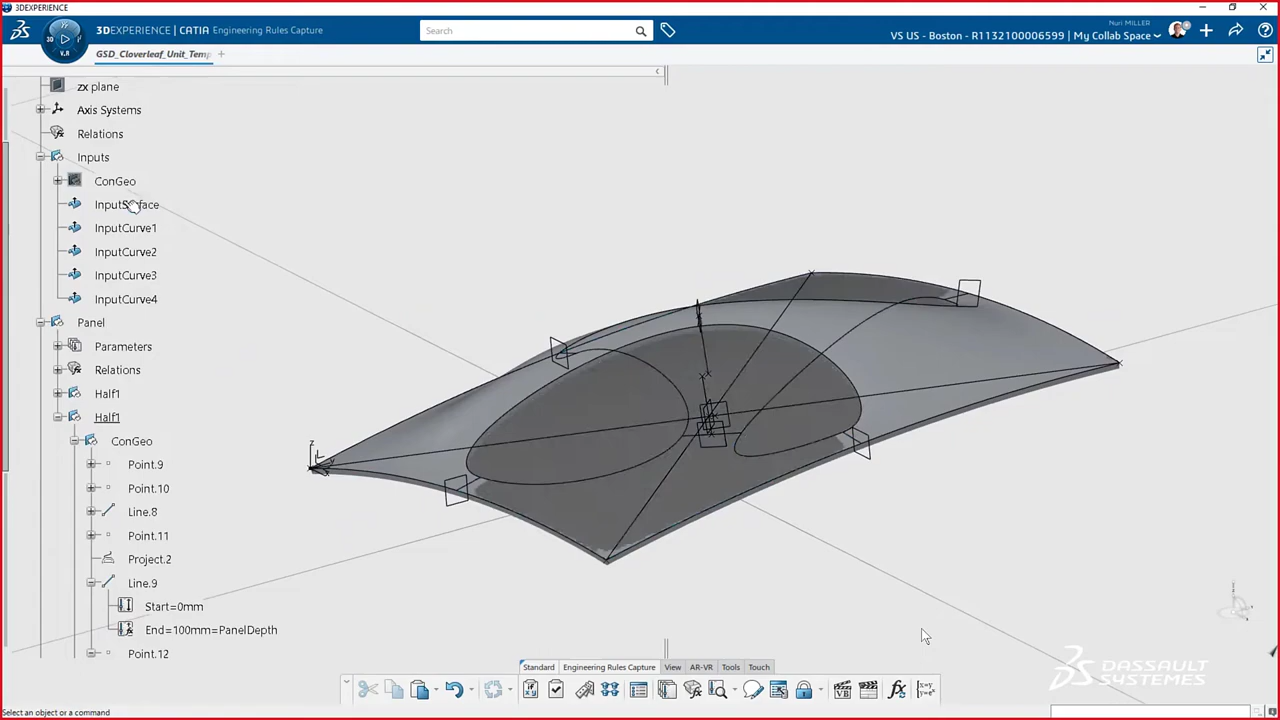 3DEXPERIENCE
Nuri MILLER
3DEXPERIENCE | CATIA Engineering Rules Capture
Search
VS US - Boston - R1132100006599 | My Collab Space
3D
V.R
GSD_Cloverleaf_Unit_Temp
zx plane
Axis Systems
Relations
Inputs
ConGeo
InputSurface
InputCurve1
InputCurve2
InputCurve3
InputCurve4
Panel
Parameters
Relations
Half1
Half1
ConGeo
Point.9
Point.10
Line.8
Point.11
Project.2
Line.9
Start=0mm
End=100mm=PanelDepth
Point.12
z
Standard
Engineering Rules Capture
View
AR-VR
Tools
Touch
DASSAULT
SYSTEMES
Select an object or a command